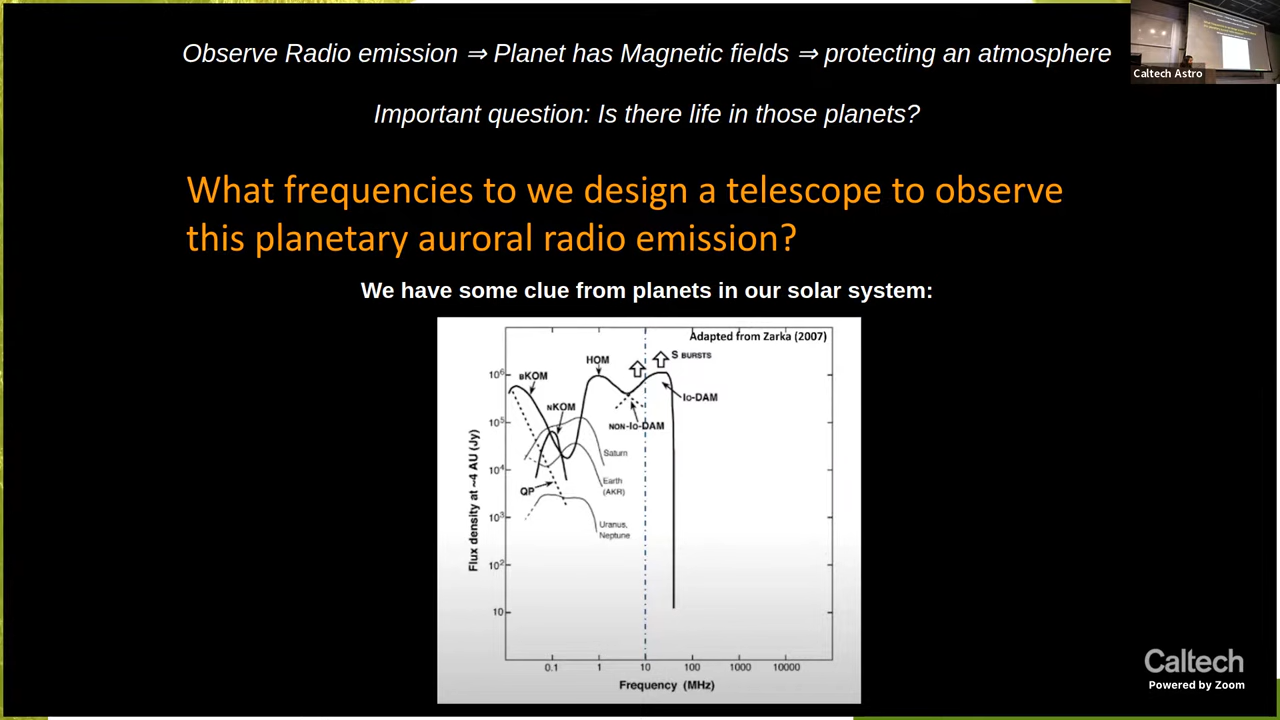 Observe Radio emission ⇒ Planet has Magnetic fields ⇒ protecting an atmosphere
Caltech Astro
Important question: Is there life in those planets?
What frequencies to we design a telescope to observe
this planetary auroral radio emission?
We have some clue from planets in our solar system:
Adapted from Zarka (2007)
S BURSTS
HOM
10⁶
BKOM
Io-DAM
NKOM
10⁵
NON-Io-DAM
Saturn
10⁴
Earth
(AKR)
QP
10³
Uranus,
Neptune
10²
10
Flux density at ~4 AU (Jy)
0.1 1 10 100 1000 10000
Frequency (MHz)
Caltech
Powered by Zoom